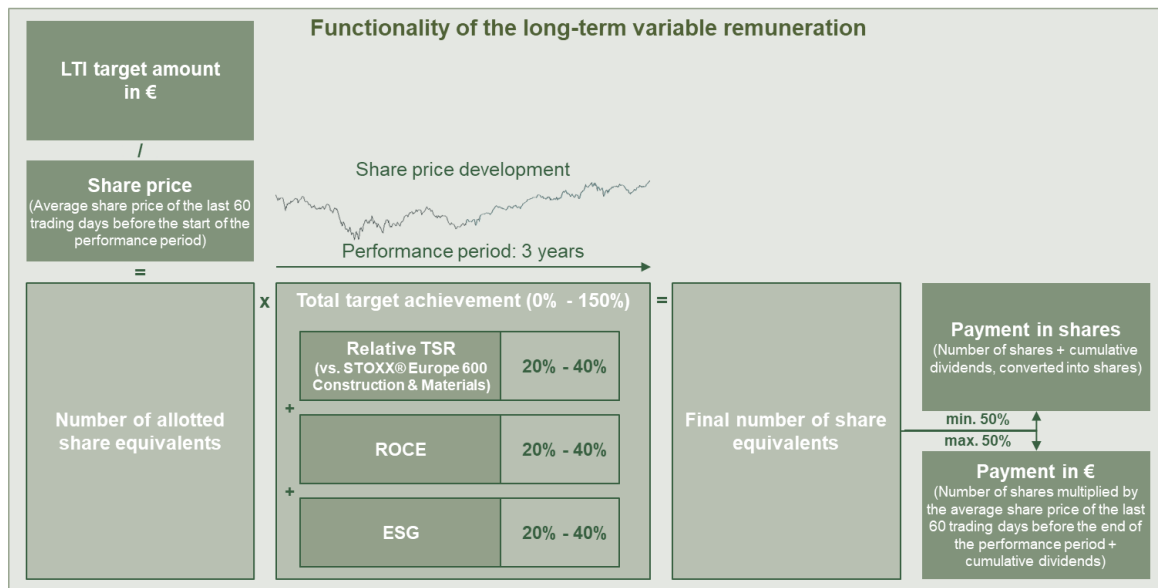 Functionality of the long-term variable remuneration
LTI target amount
in €
/
Share price
(Average share price of the last 60
trading days before the start of the
performance period)
=
Number of allotted
share equivalents
Share price development
Performance period: 3 years
x
Total target achievement (0% - 150%)
Relative TSR
(vs. STOXX® Europe 600
Construction & Materials)
20% - 40%
+
ROCE
20% - 40%
+
ESG
20% - 40%
=
Final number of share
equivalents
Payment in shares
(Number of shares + cumulative
dividends, converted into shares)
min. 50%
max. 50%
Payment in €
(Number of shares multiplied by
the average share price of the last
60 trading days before the end of
the performance period +
cumulative dividends)